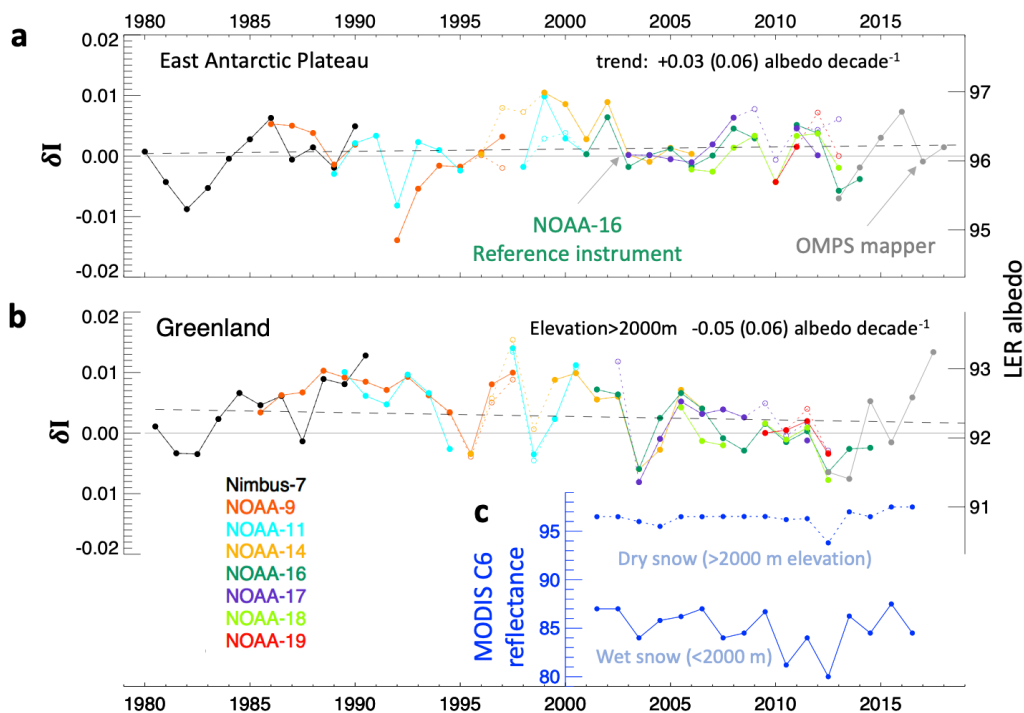 1980 1985 1990 1995 2000 2005 2010 2015
a
0.02
0.01
0.00
-0.01
-0.02
δI
East Antarctic Plateau
trend: +0.03 (0.06) albedo decade⁻¹
97
96
95
NOAA-16
Reference instrument
OMPS mapper
LER albedo
b
0.02
0.01
0.00
0.01
-0.02
δI
Greenland
Elevation>2000m -0.05 (0.06) albedo decade⁻¹
93
92
91
Nimbus-7
NOAA-9
NOAA-11
NOAA-14
NOAA-16
NOAA-17
NOAA-18
NOAA-19
c
MODIS C6
reflectance
95
90
85
80
Dry snow (>2000 m elevation)
Wet snow (<2000 m)
1980 1985 1990 1995 2000 2005 2010 2015